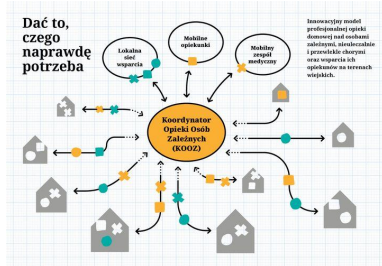 Dać to,
czego
naprawdę
potrzeba
Lokalna
sieć
wsparcia
Mobilne
opiekunki
Mobilny
zespół
medyczny
Innowacyjny model
profesjonalnej opieki
domowej nad osobami
zależnymi, nieuleczalnie
i przewlekle chorymi
oraz wsparcia ich
opiekunów na terenach
wiejskich.
Koordynator
Opieki Osób
Zależnych
(KOOZ)